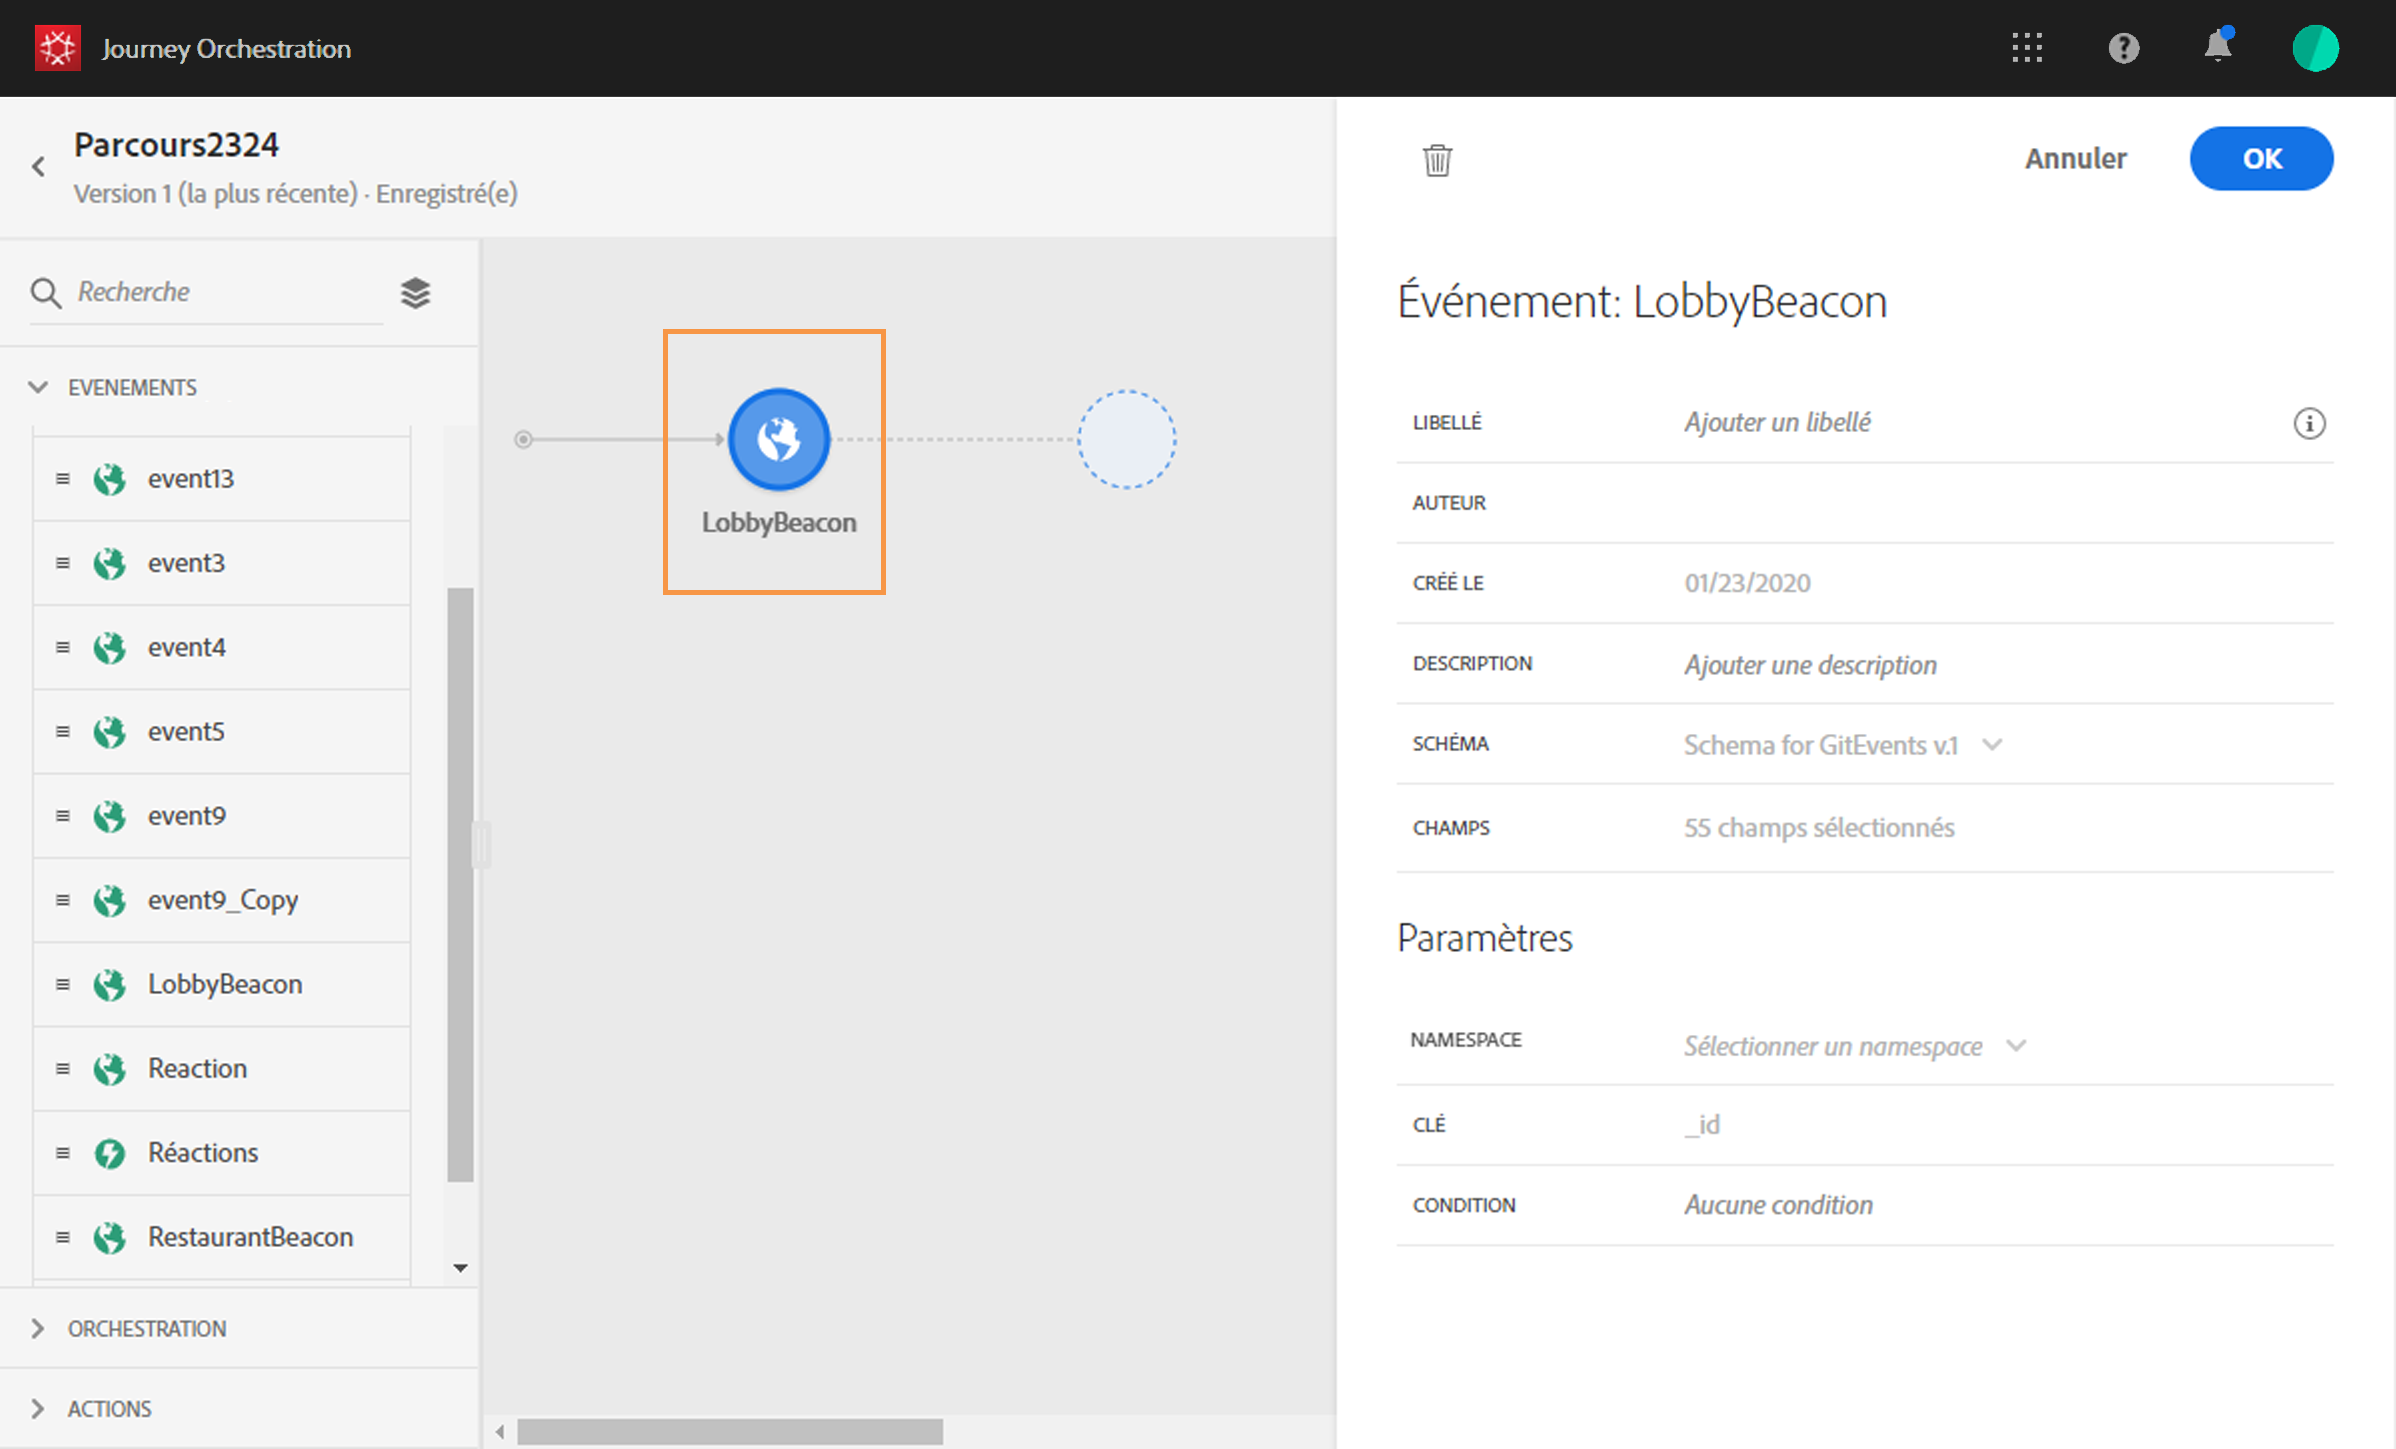 Journey Orchestration
Parcours2324
Version 1 (la plus récente) · Enregistré(e)
Annuler
OK
Recherche
EVENEMENTS
event13
event3
event4
event5
event9
event9_Copy
LobbyBeacon
Reaction
Réactions
RestaurantBeacon
ORCHESTRATION
ACTIONS
LobbyBeacon
Événement: LobbyBeacon
LIBELLÉ Ajouter un libellé
AUTEUR
CRÉÉ LE 01/23/2020
DESCRIPTION Ajouter une description
SCHÉMA Schema for GitEvents v.1
CHAMPS 55 champs sélectionnés
Paramètres
NAMESPACE Sélectionner un namespace
CLÉ _id
CONDITION Aucune condition